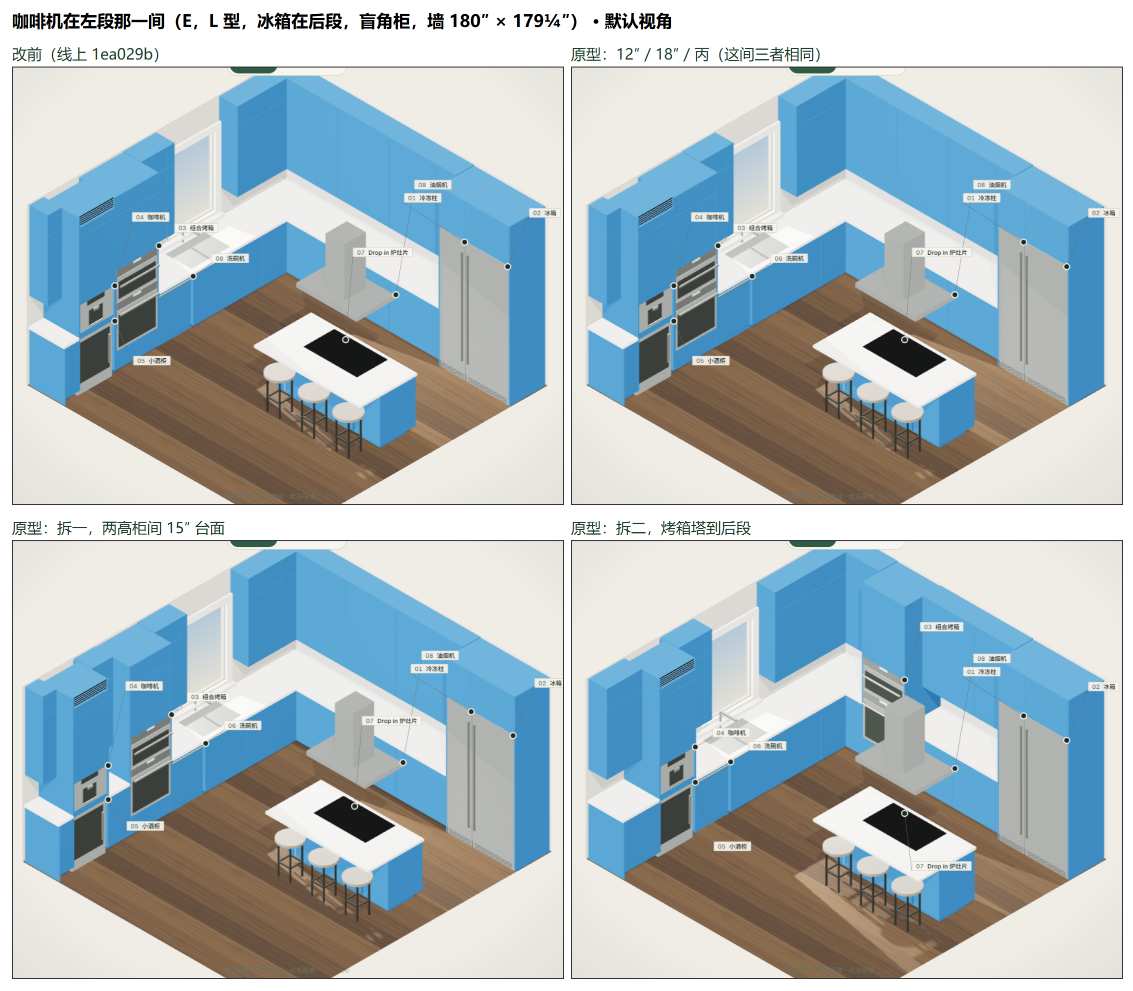 咖啡机在左段那一间（E，L 型，冰箱在后段，盲角柜，墙 180″ × 179¼″）• 默认视角
改前（线上 1ea029b）
原型：12″ / 18″ / 丙（这间三者相同）
08 油烟机
01 冷冻柱
02 冰箱
04 咖啡机
03 组合烤箱
07 Drop in 炉灶片
06 洗碗机
05 小酒柜
08 油烟机
01 冷冻柱
02 冰箱
04 咖啡机
03 组合烤箱
07 Drop in 炉灶片
06 洗碗机
05 小酒柜
原型：拆一，两高柜间 15″ 台面
原型：拆二，烤箱塔到后段
08 油烟机
01 冷冻柱
02 冰箱
04 咖啡机
03 组合烤箱
07 Drop in 炉灶片
06 洗碗机
05 小酒柜
03 组合烤箱
08 油烟机
01 冷冻柱
02 冰箱
04 咖啡机
06 洗碗机
05 小酒柜
07 Drop in 炉灶片